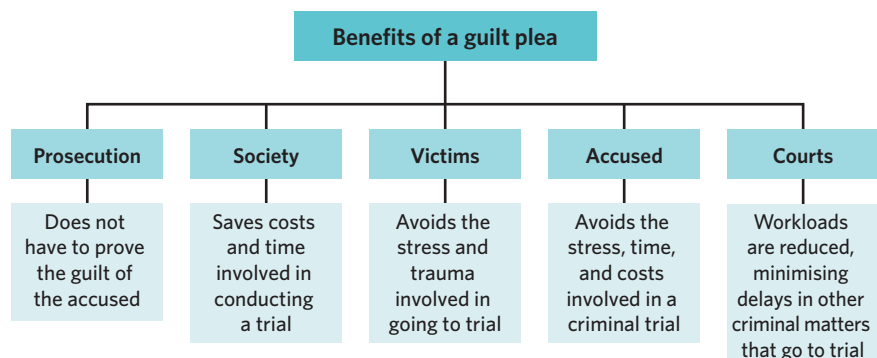 Benefits of a guilt plea
Prosecution
Society
Victims
Accused
Courts
Does not
have to prove
the guilt of
the accused
Saves costs
and time
involved in
conducting
a trial
Avoids the
stress and
trauma
involved in
going to trial
Avoids the
stress, time,
and costs
involved in a
criminal trial
Workloads
are reduced,
minimising
delays in other
criminal matters
that go to trial